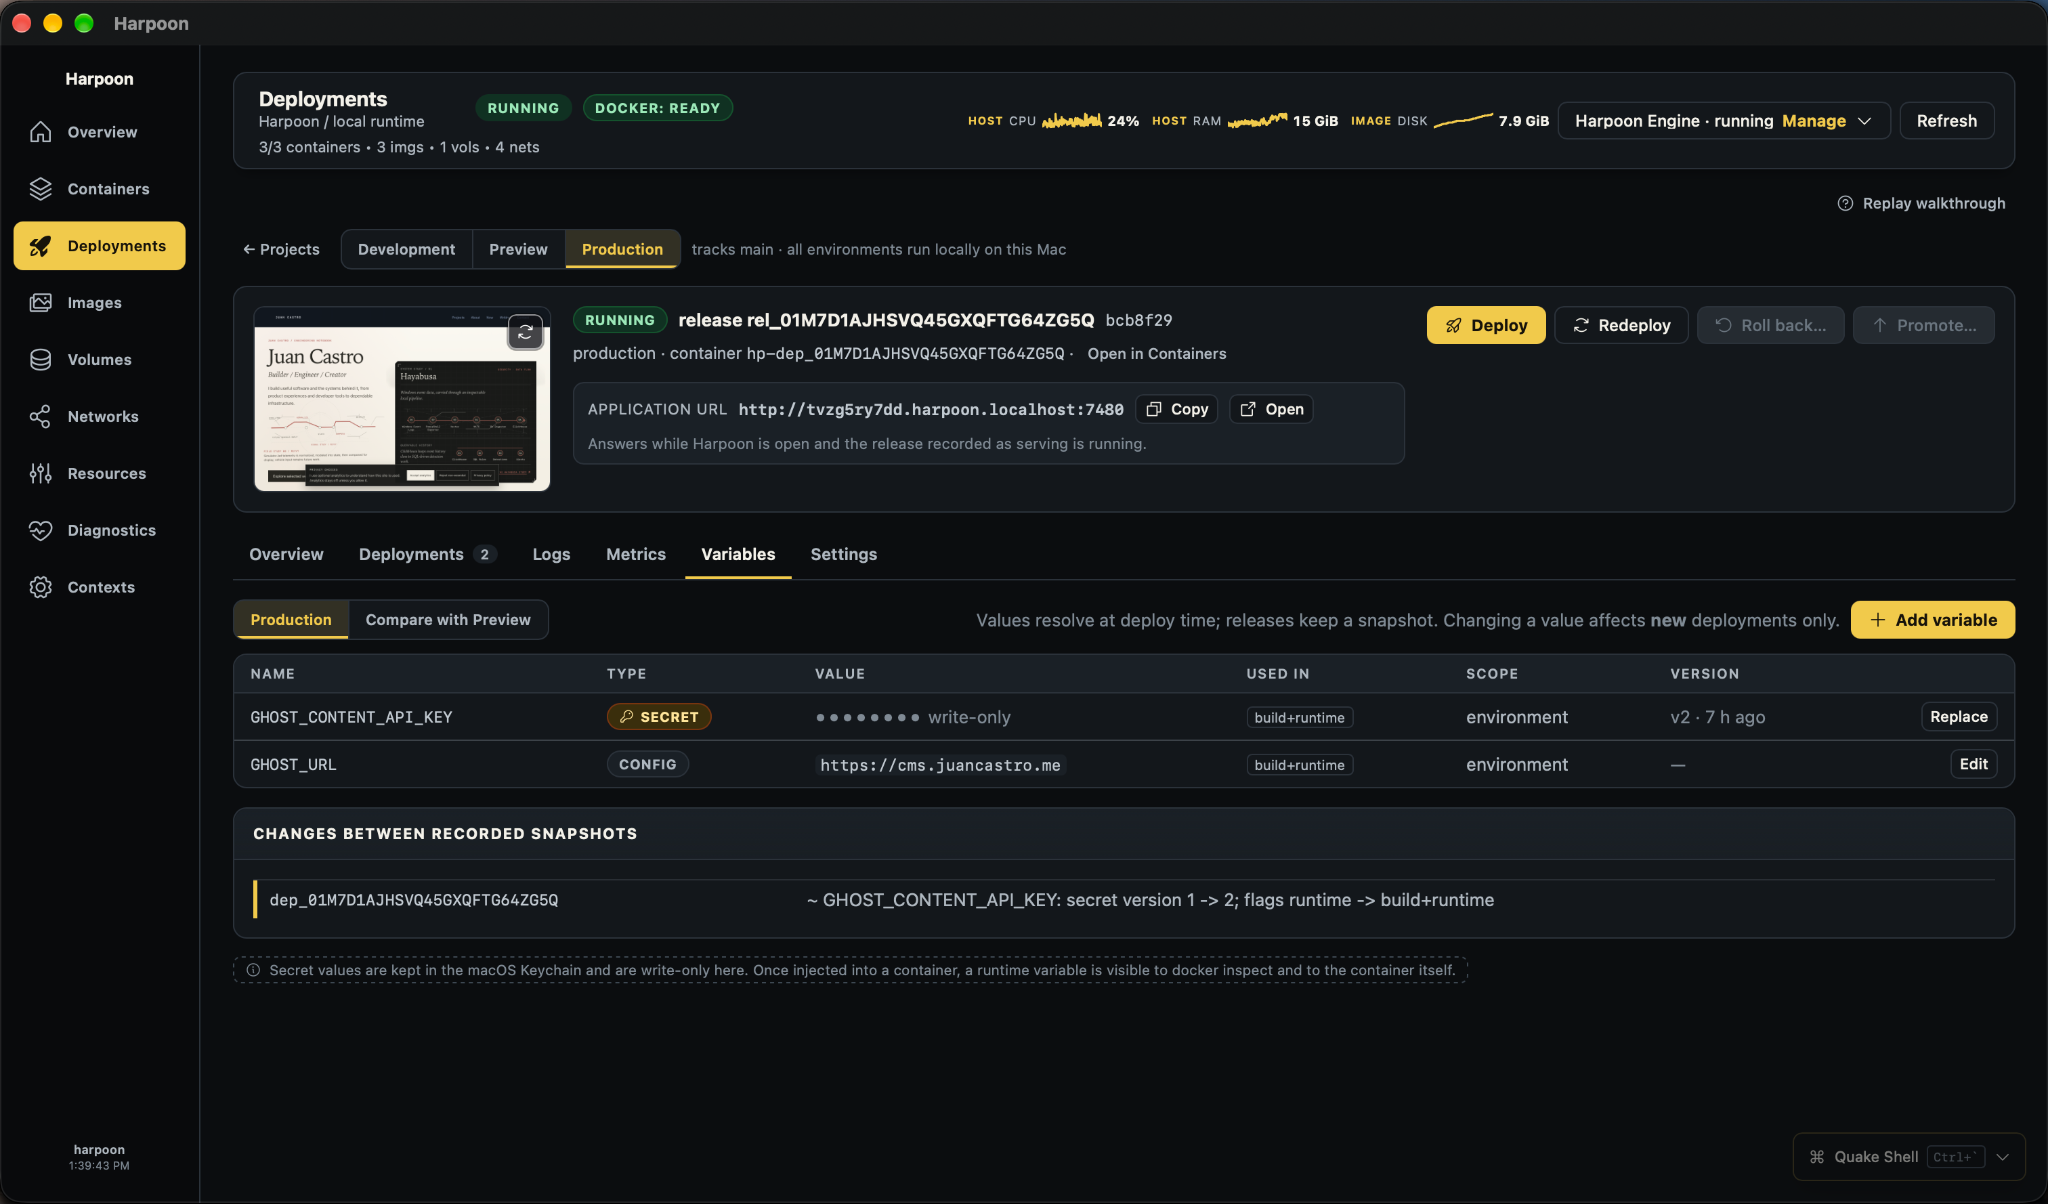 Harpoon
Harpoon
Overview
Containers
Deployments
Images
Volumes
Networks
Resources
Diagnostics
Contexts
harpoon
1:39:43 PM
Deployments
RUNNING
DOCKER: READY
Harpoon / local runtime
3/3 containers • 3 imgs • 1 vols • 4 nets
HOST CPU 24% HOST RAM 15 GiB IMAGE DISK 7.9 GiB
Harpoon Engine · running Manage
Refresh
Replay walkthrough
← Projects
Development
Preview
Production
tracks main · all environments run locally on this Mac
Juan Castro
Builder / Engineer / Creator
Hayabusa
RUNNING release rel_01M7D1AJHSVQ45GXQFTG64ZG5Q bcb8f29
production · container hp-dep_01M7D1AJHSVQ45GXQFTG64ZG5Q · Open in Containers
APPLICATION URL http://tvzg5ry7dd.harpoon.localhost:7480 Copy Open
Answers while Harpoon is open and the release recorded as serving is running.
Deploy
Redeploy
Roll back...
Promote...
Overview
Deployments 2
Logs
Metrics
Variables
Settings
Production
Compare with Preview
Values resolve at deploy time; releases keep a snapshot. Changing a value affects new deployments only.
+ Add variable
NAME TYPE VALUE USED IN SCOPE VERSION
GHOST_CONTENT_API_KEY SECRET •••••••• write-only build+runtime environment v2 · 7 h ago Replace
GHOST_URL CONFIG https://cms.juancastro.me build+runtime environment — Edit
CHANGES BETWEEN RECORDED SNAPSHOTS
dep_01M7D1AJHSVQ45GXQFTG64ZG5Q ~ GHOST_CONTENT_API_KEY: secret version 1 -> 2; flags runtime -> build+runtime
Secret values are kept in the macOS Keychain and are write-only here. Once injected into a container, a runtime variable is visible to docker inspect and to the container itself.
⌘ Quake Shell Ctrl+`